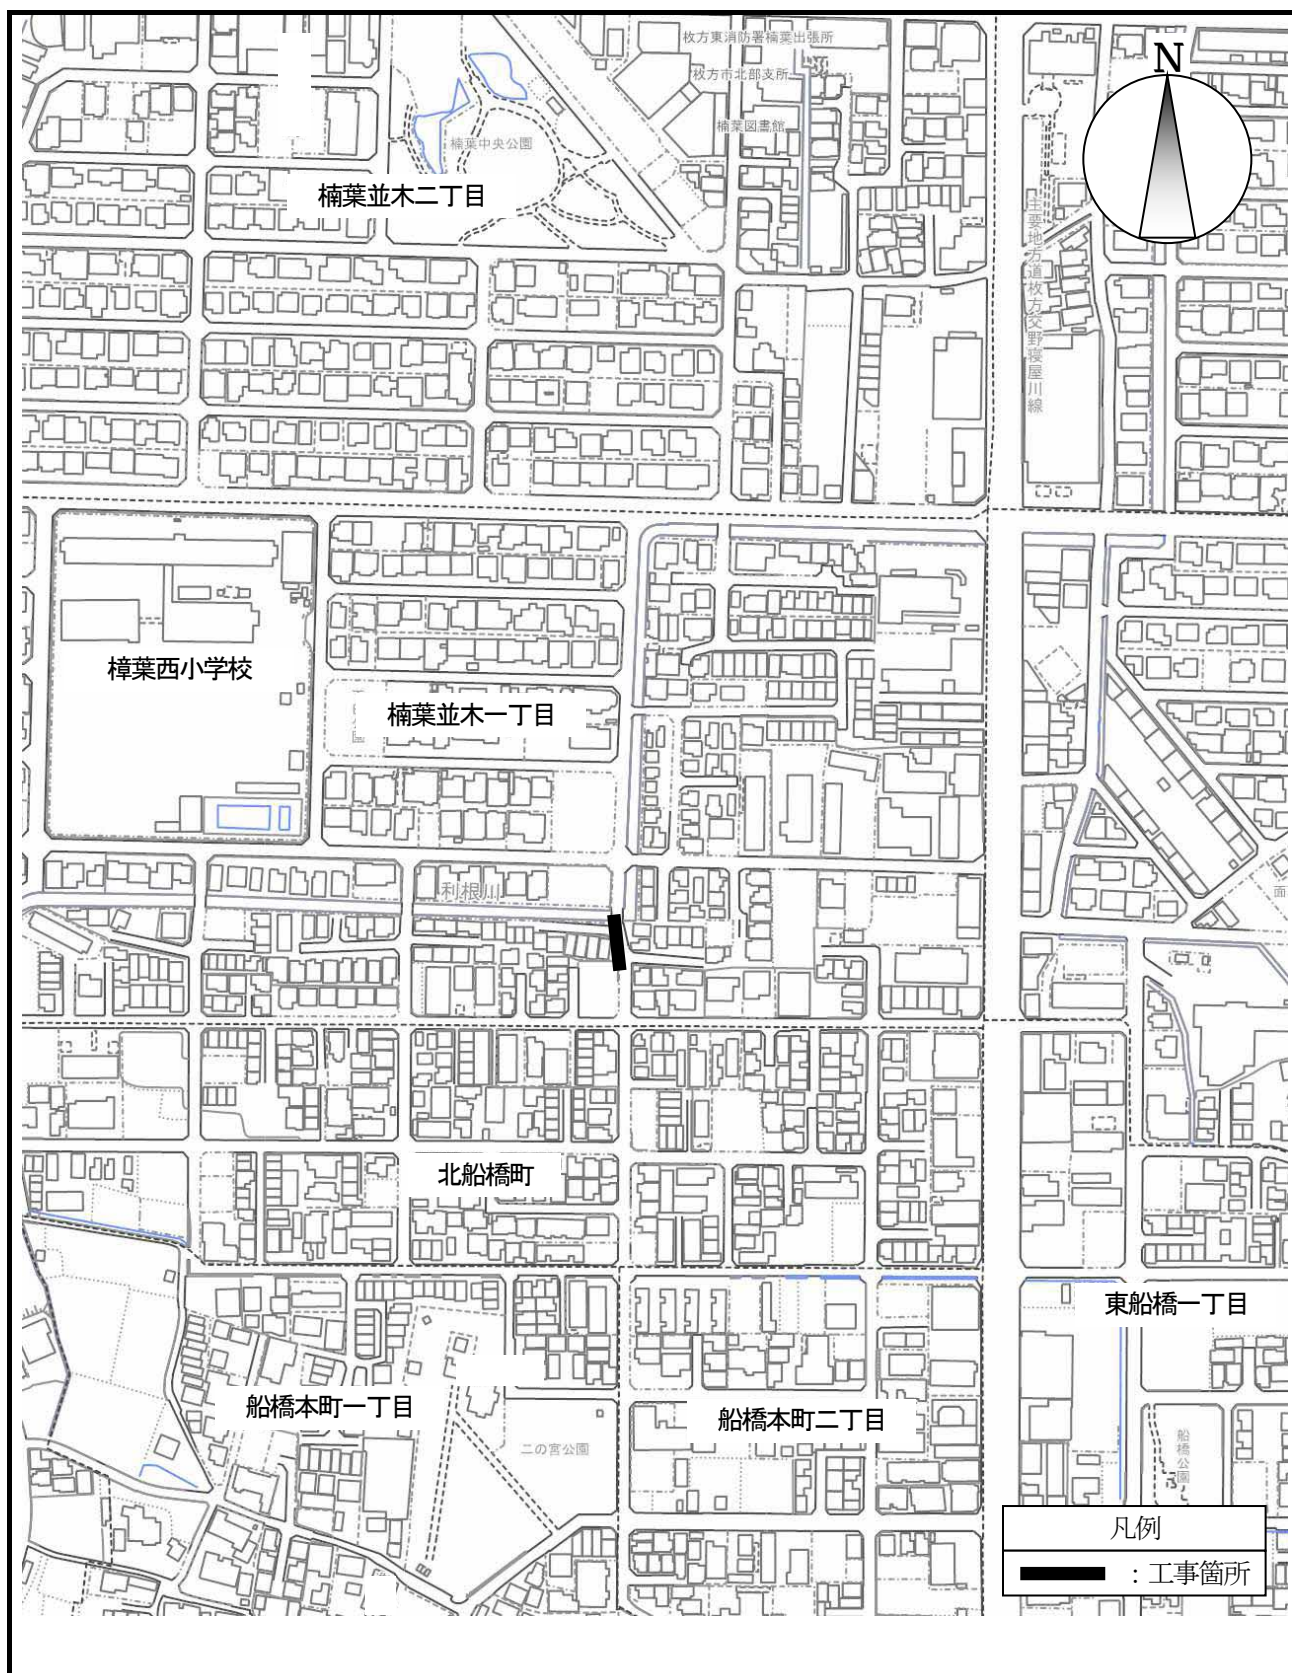 枚方東消防署楠葉出張所
N
枚方市北部支所
楠葉図書館
楠葉中央公園
楠葉並木二丁目
主要地方道枚方交野寝屋川線
樟葉西小学校
楠葉並木一丁目
利根川
面
北船橋町
東船橋一丁目
船橋本町一丁目
船橋本町二丁目
二の宮公園
船橋公園
凡例
：工事箇所